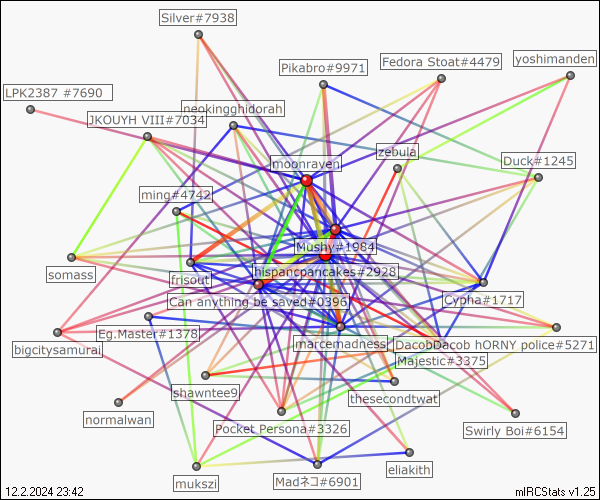 Silver#7938
Pikabro#9971
Fedora Stoat#4479
yoshimanden
LPK2387 #7690
neokingghidorah
JKOUYH VIII#7034
moonraven
zebula
Duck#1245
ming#4742
Mushy#1984
somass
frisout
hispancpancakes#2928
Can anything be saved#0396
Cypha#1717
Eg.Master#1378
bigcitysamurai
marcemadness
DacobDacob hORNY police#5271
Majestic#3375
shawntee9
thesecondtwat
normalwan
Pocket Persona#3326
Swirly Boi#6154
mukszi
Madネコ#6901
eliakith
12.2.2024 23:42
mIRCStats v1.25